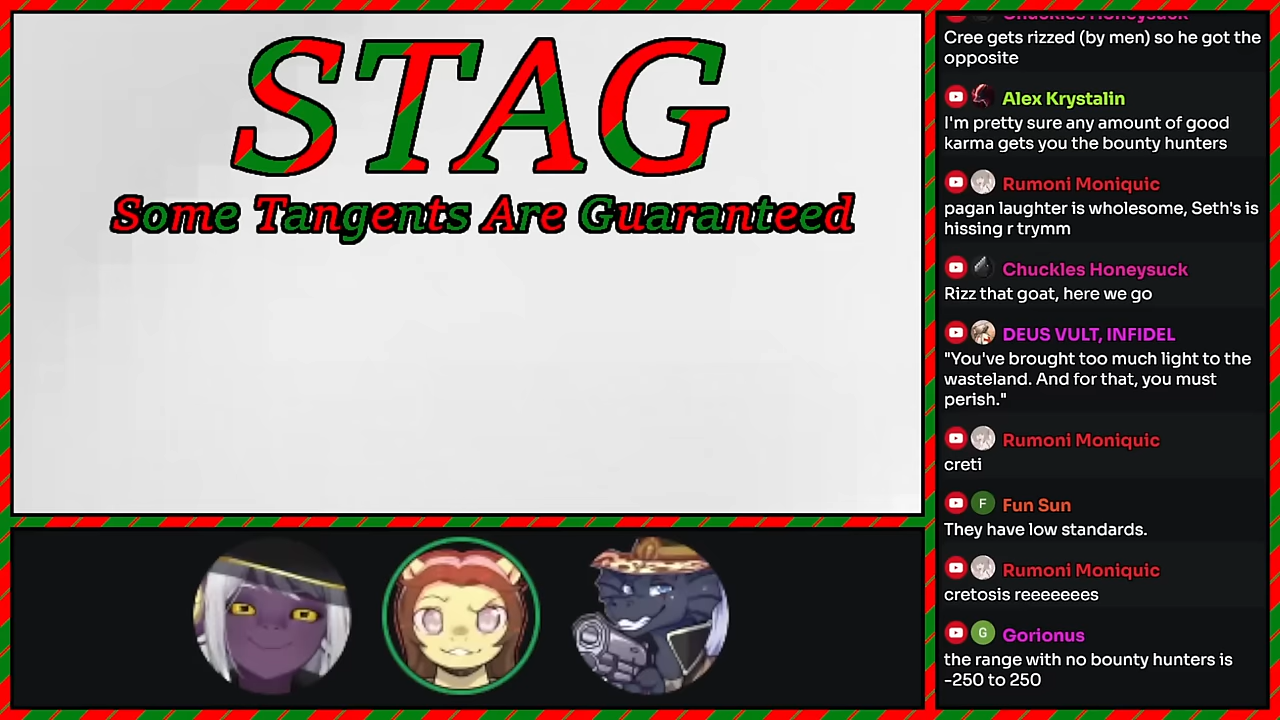 STAG
Some Tangents Are Guaranteed
Chuckles Honeysuck
Cree gets rizzed (by men) so he got the
opposite
Alex Krystalin
I'm pretty sure any amount of good
karma gets you the bounty hunters
Rumoni Moniquic
pagan laughter is wholesome, Seth's is
hissing r trymm
Chuckles Honeysuck
Rizz that goat, here we go
DEUS VULT, INFIDEL
"You've brought too much light to the
wasteland. And for that, you must
perish."
Rumoni Moniquic
creti
F Fun Sun
They have low standards.
Rumoni Moniquic
cretosis reeeeeees
G Gorionus
the range with no bounty hunters is
-250 to 250